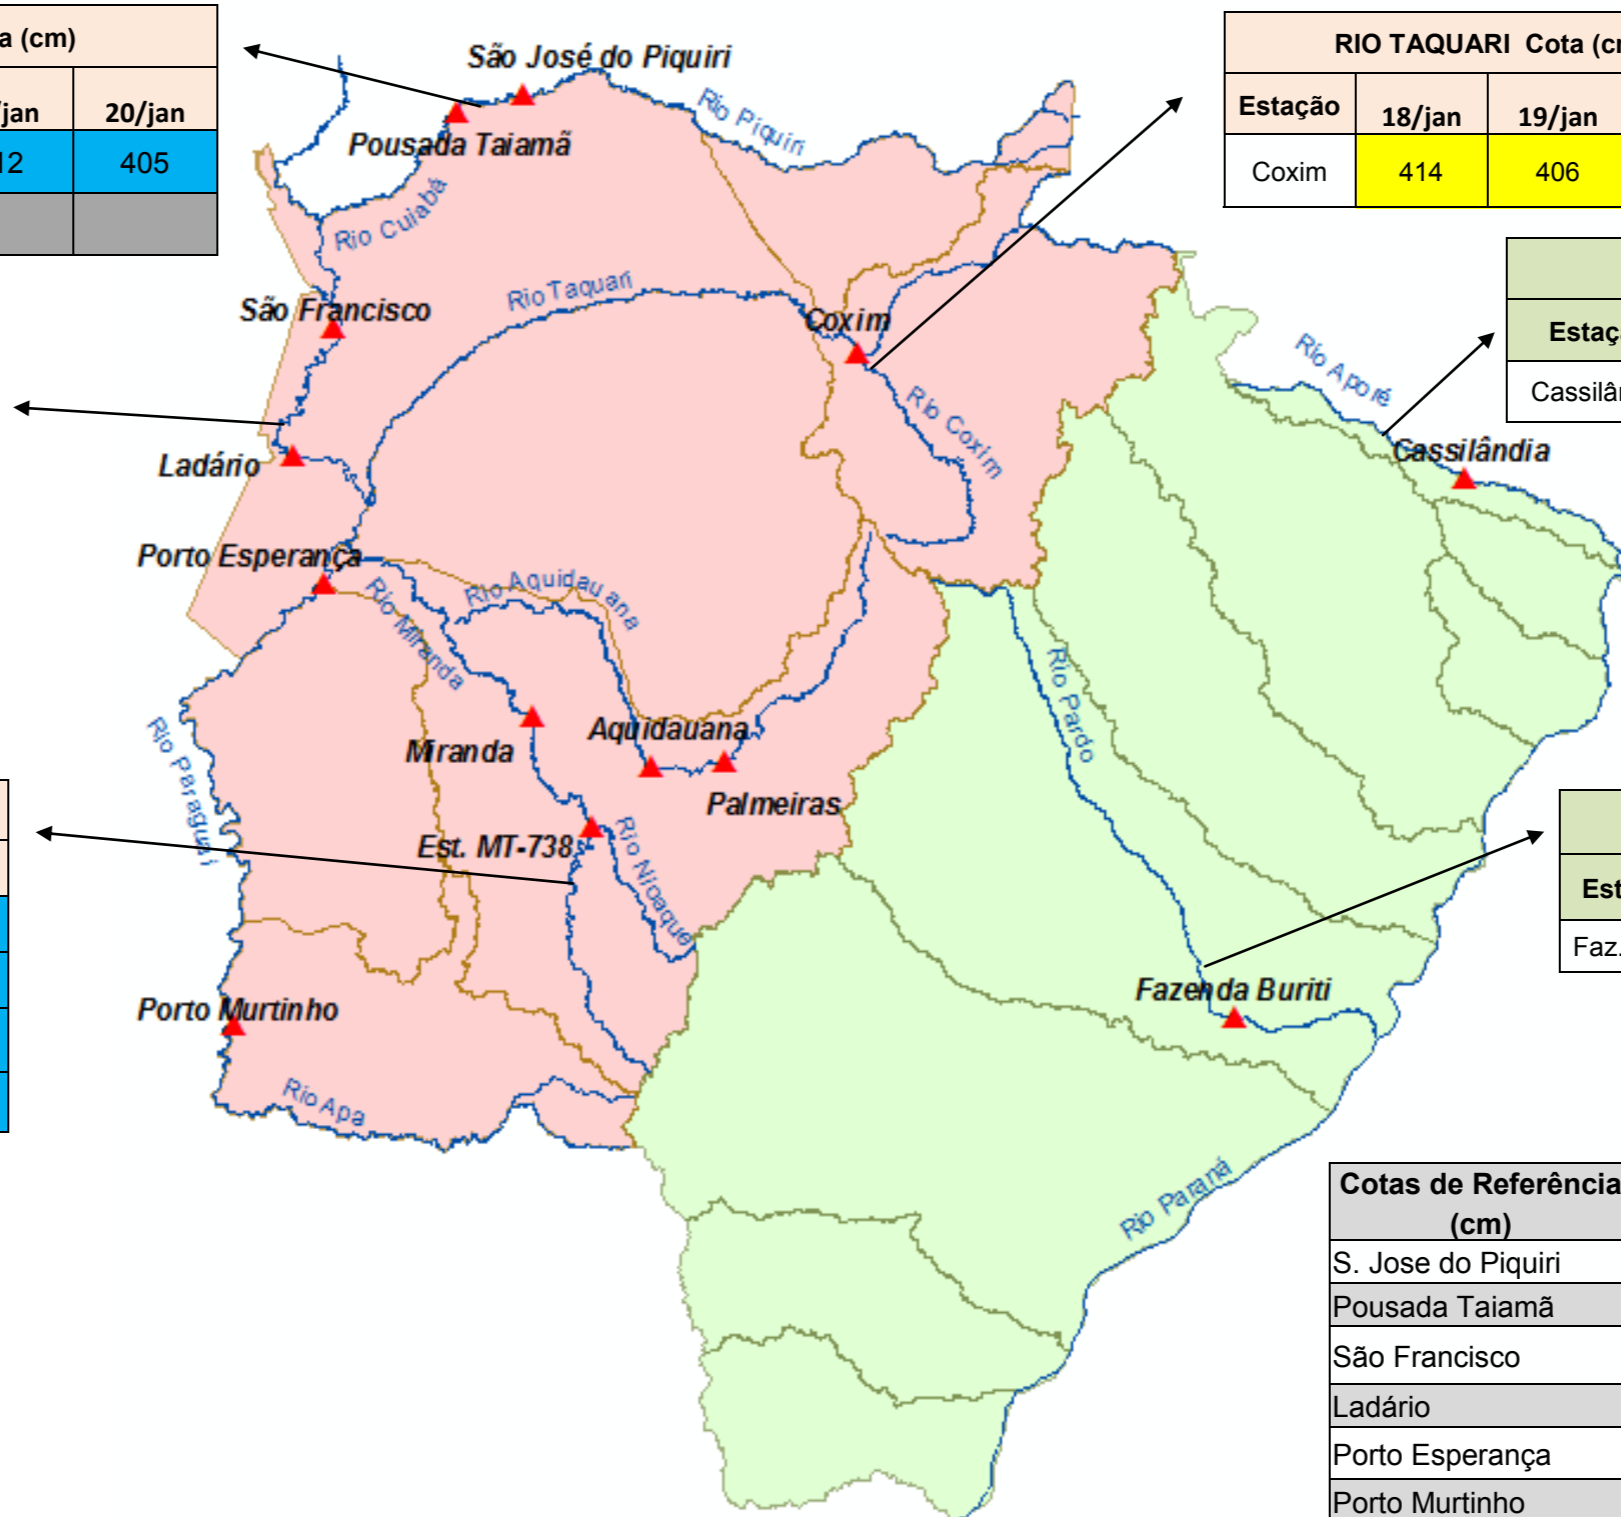 a (cm)
/jan 20/jan
12 405
RIO TAQUARI Cota (c
Estação 18/jan 19/jan
Coxim 414 406
Estaç
Cassilâ
Est
Faz.
São José do Piquiri
Pousada Taiamã
Rio Piquiri
Rio Cuiabá
São Francisco
Rio Taquari
Coxim
Rio Coxim
Rio Aporé
Cassilândia
Ladário
Porto Esperança
Rio Miranda
Rio Aquidauana
Rio Pardo
Rio Paraguai
Miranda
Aquidauana
Palmeiras
Est. MT-738
Rio Nioaque
Porto Murtinho
Fazenda Buriti
Rio Apa
Rio Paraná
Cotas de Referência
(cm)
S. Jose do Piquiri
Pousada Taiamã
São Francisco
Ladário
Porto Esperança
Porto Murtinho